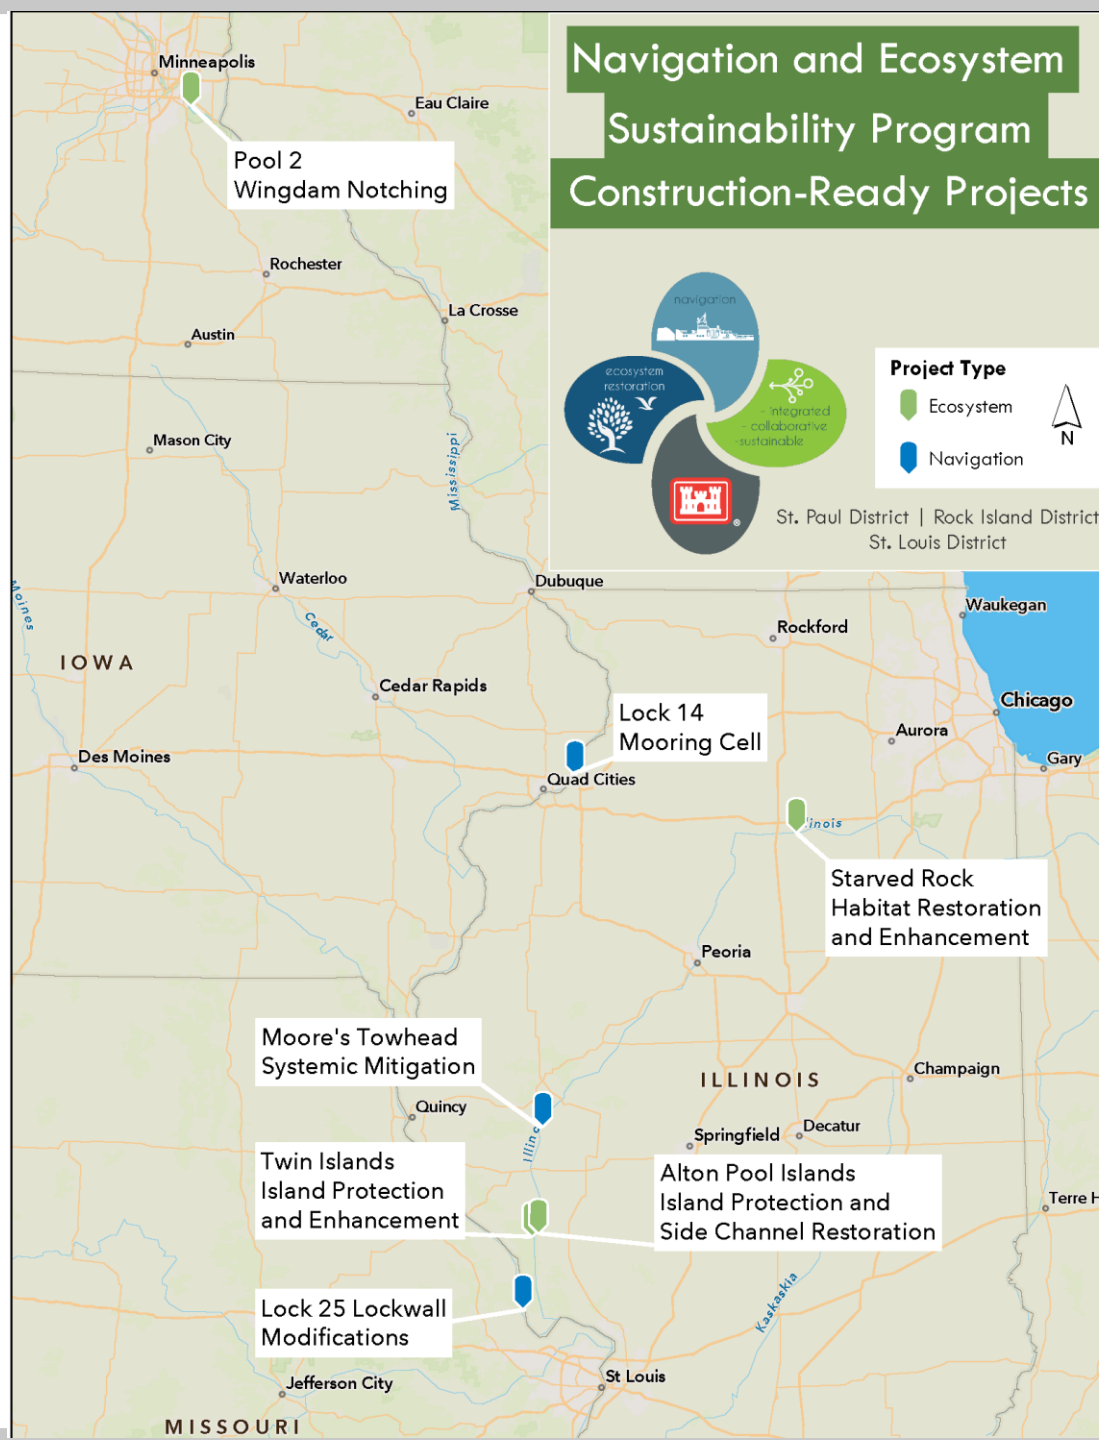 Navigation and Ecosystem
Sustainability Program
Construction-Ready Projects
navigation
ecosystem
restoration
- integrated
- collaborative
-sustainable
®
Project Type
Ecosystem
Navigation
N
St. Paul District | Rock Island District
St. Louis District
Minneapolis
Eau Claire
Pool 2
Wingdam Notching
Rochester
La Crosse
Austin
Mason City
Mississippi
Waterloo
Dubuque
Moines
Cedar
Waukegan
Rockford
IOWA
Cedar Rapids
Chicago
Lock 14
Mooring Cell
Aurora
Des Moines
Gary
Quad Cities
linois
Starved Rock
Habitat Restoration
and Enhancement
Peoria
Moore's Towhead
Systemic Mitigation
ILLINOIS
Champaign
Quincy
Illino
Springfield
Decatur
Twin Islands
Island Protection
and Enhancement
Alton Pool Islands
Island Protection and
Side Channel Restoration
Terre H
Lock 25 Lockwall
Modifications
Kaskaskia
St Louis
Jefferson City
MISSOURI